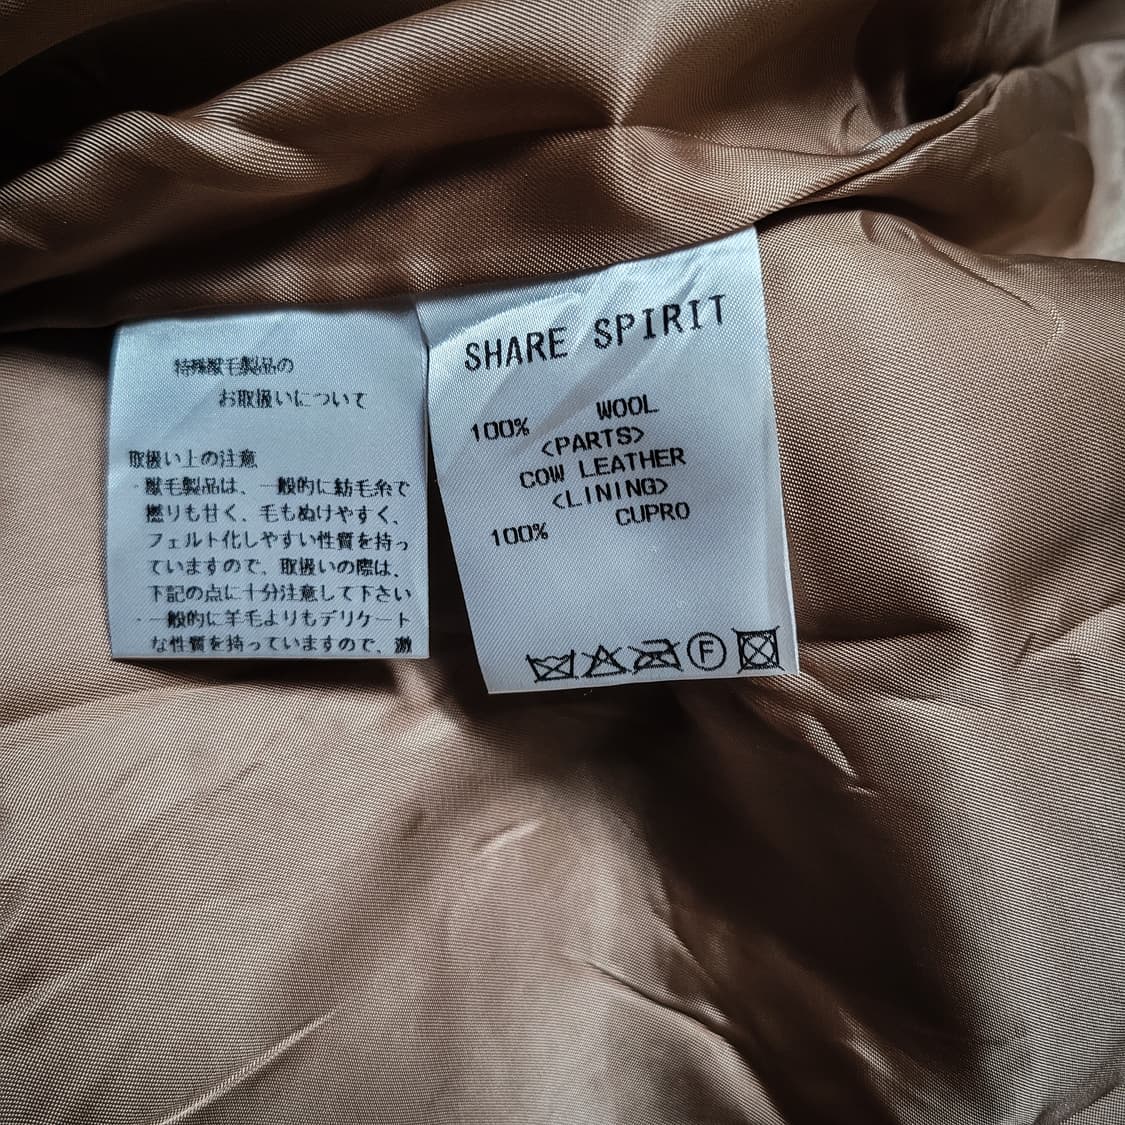 特殊獣毛製品の
お取扱いについて
取扱い上の注意
・獣毛製品は、一般的に紡毛糸で
撚りも甘く、毛もぬけやすく、
フェルト化しやすい性質を持っ
ていますので、取扱いの際は、
下記の点に十分注意して下さい
・一般的に羊毛よりもデリケート
な性質を持っていますので、激
SHARE SPIRIT
100% WOOL
<PARTS>
COW LEATHER
<LINING>
100% CUPRO
F